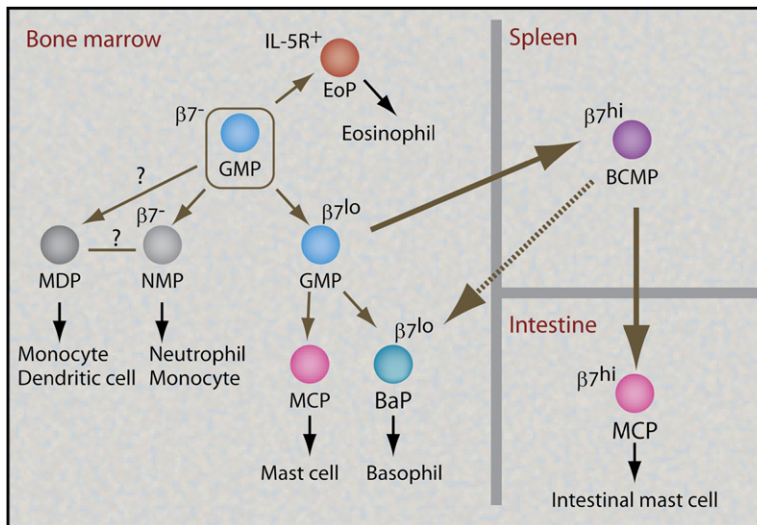 Bone marrow
IL-5R+
EoP
Eosinophil
β7-
GMP
?
β7-
?
MDP
NMP
β7lo
GMP
Monocyte
Dendritic cell
Neutrophil
Monocyte
MCP
β7lo
BaP
Mast cell
Basophil
Spleen
β7hi
BCMP
Intestine
β7hi
MCP
Intestinal mast cell